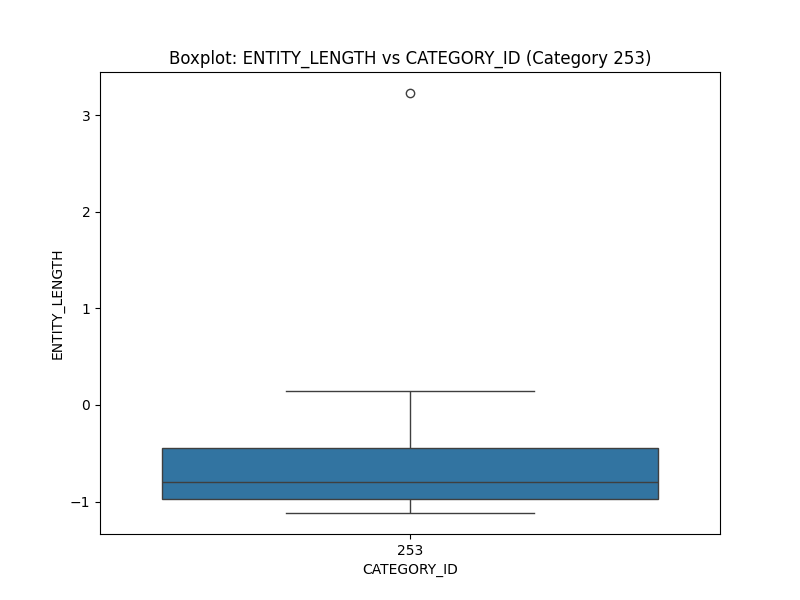 Boxplot: ENTITY_LENGTH vs CATEGORY_ID (Category 253)
3
2
1
0
−1
ENTITY_LENGTH
253
CATEGORY_ID